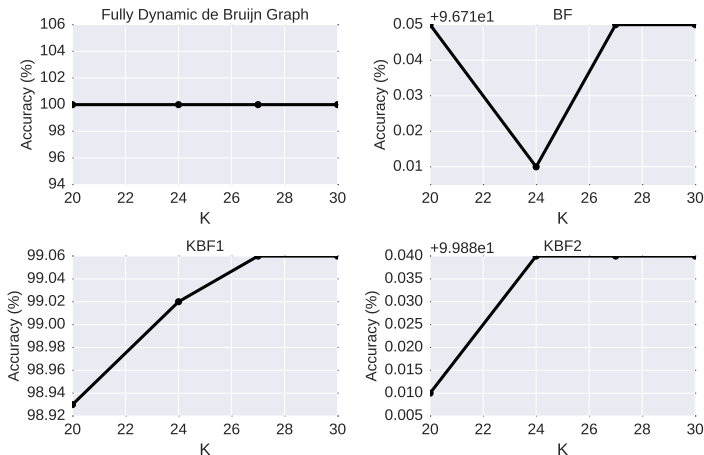 Fully Dynamic de Bruijn Graph
106
104
102
100
98
96
94
Accuracy (%)
20 22 24 26 28 30
K
+9.671e1 BF
0.05
0.04
0.03
0.02
0.01
Accuracy (%)
20 22 24 26 28 30
K
KBF1
99.06
99.04
99.02
99.00
98.98
98.96
98.94
98.92
Accuracy (%)
20 22 24 26 28 30
K
+9.988e1 KBF2
0.040
0.035
0.030
0.025
0.020
0.015
0.010
0.005
Accuracy (%)
20 22 24 26 28 30
K